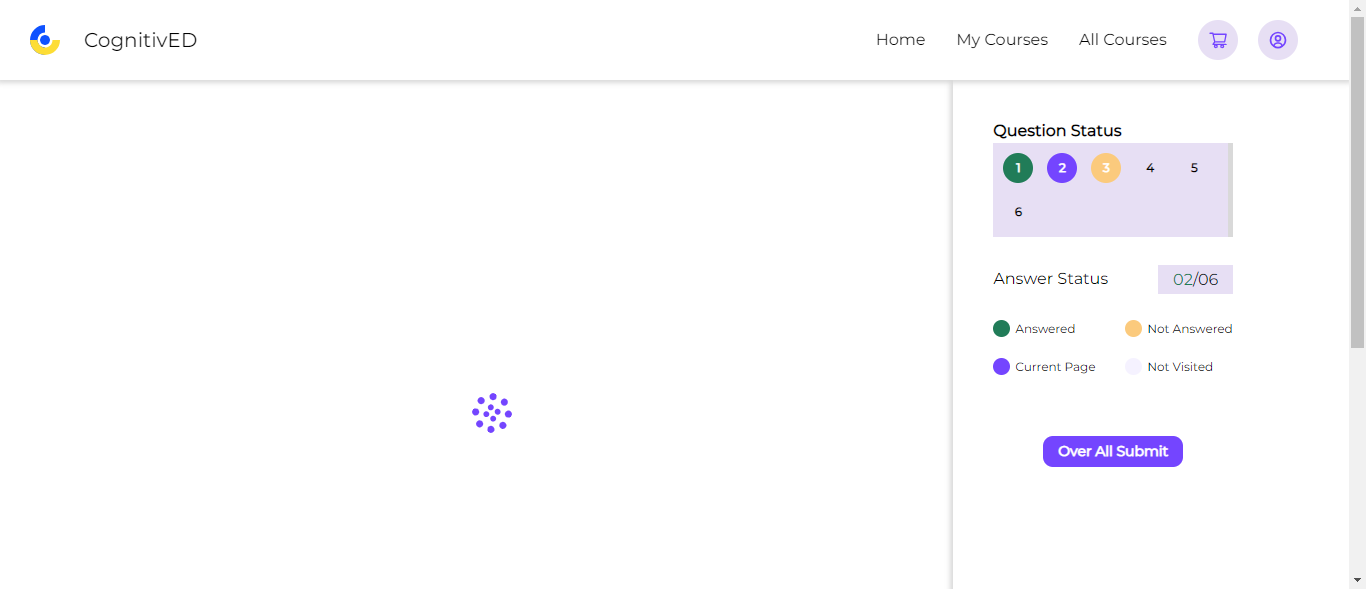 CognitivED
Home My Courses All Courses
Question Status
1 2 3 4 5
6
Answer Status 02/06
Answered Not Answered
Current Page Not Visited
Over All Submit